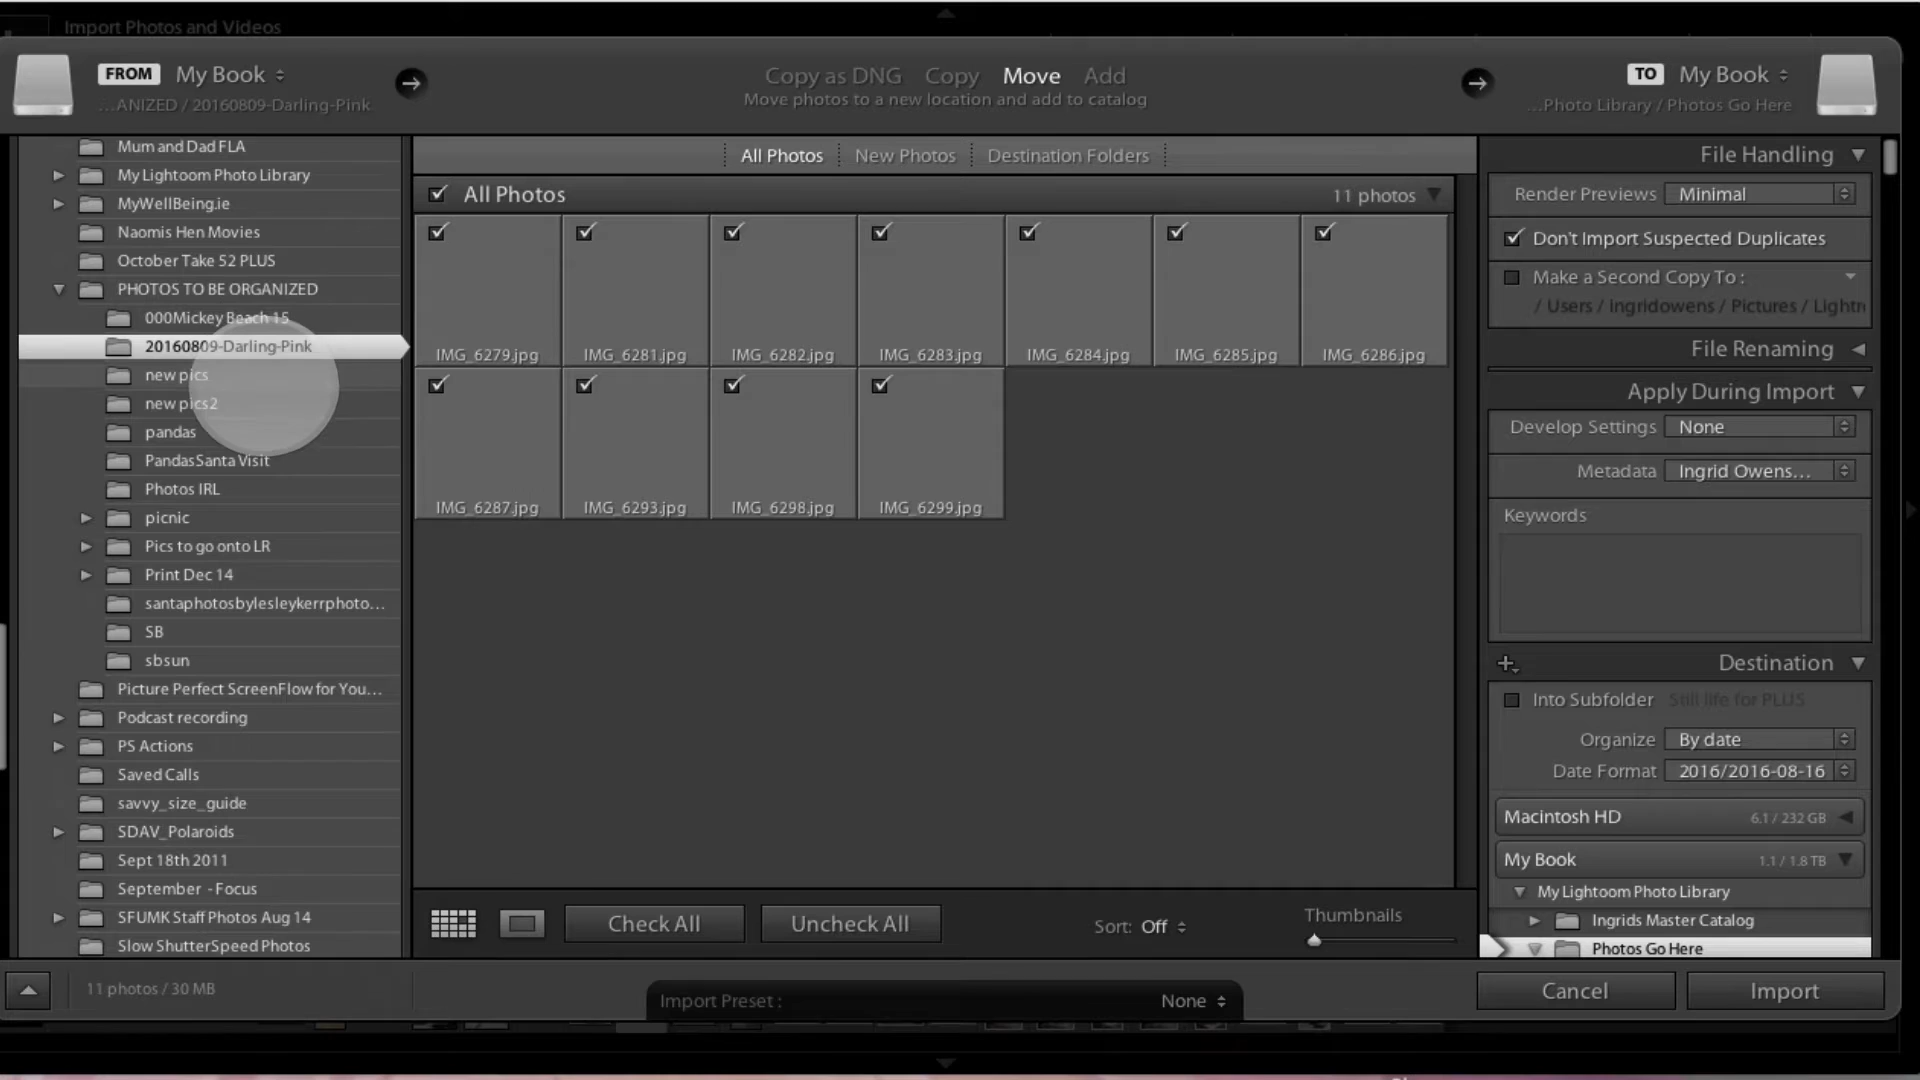 Import Photos and Videos
FROM My Book
...ANIZED / 20160809-Darling-Pink
Copy as DNG Copy Move Add
Move photos to a new location and add to catalog
TO My Book
...Photo Library / Photos Go Here
Mum and Dad FLA
My Lightoom Photo Library
MyWellBeing.ie
Naomis Hen Movies
October Take 52 PLUS
PHOTOS TO BE ORGANIZED
000Mickey Beach 15
20160809-Darling-Pink
new pics
new pics2
pandas
PandasSanta Visit
Photos IRL
picnic
Pics to go onto LR
Print Dec 14
santaphotosbylesleykerrphoto...
SB
sbsun
Picture Perfect ScreenFlow for You...
Podcast recording
PS Actions
Saved Calls
savvy_size_guide
SDAV_Polaroids
Sept 18th 2011
September - Focus
SFUMK Staff Photos Aug 14
Slow ShutterSpeed Photos
11 photos / 30 MB
All Photos New Photos Destination Folders
All Photos 11 photos
IMG_6279.jpg IMG_6281.jpg IMG_6282.jpg IMG_6283.jpg IMG_6284.jpg IMG_6285.jpg IMG_6286.jpg
IMG_6287.jpg IMG_6293.jpg IMG_6298.jpg IMG_6299.jpg
Check All Uncheck All Sort: Off Thumbnails
Import Preset : None
File Handling
Render Previews Minimal
Don't Import Suspected Duplicates
Make a Second Copy To :
/ Users / Ingridowens / Pictures / Lightr
File Renaming
Apply During Import
Develop Settings None
Metadata Ingrid Owens...
Keywords
Destination
Into Subfolder Still life for PLUS
Organize By date
Date Format 2016/2016-08-16
Macintosh HD 6.1 / 232 GB
My Book 1.1 / 1.8 TB
My Lightoom Photo Library
Ingrids Master Catalog
Photos Go Here
Cancel Import